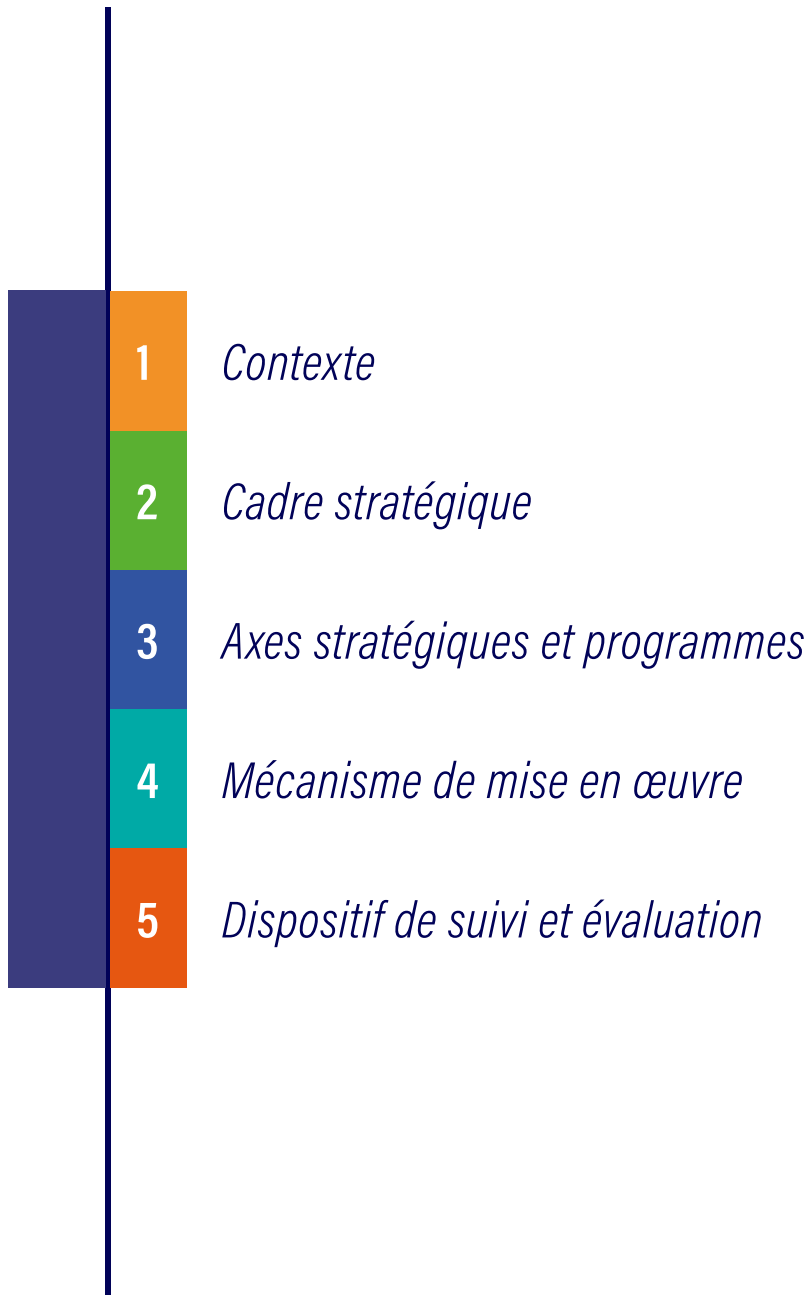 1 Contexte
2 Cadre stratégique
3 Axes stratégiques et programmes
4 Mécanisme de mise en œuvre
5 Dispositif de suivi et évaluation